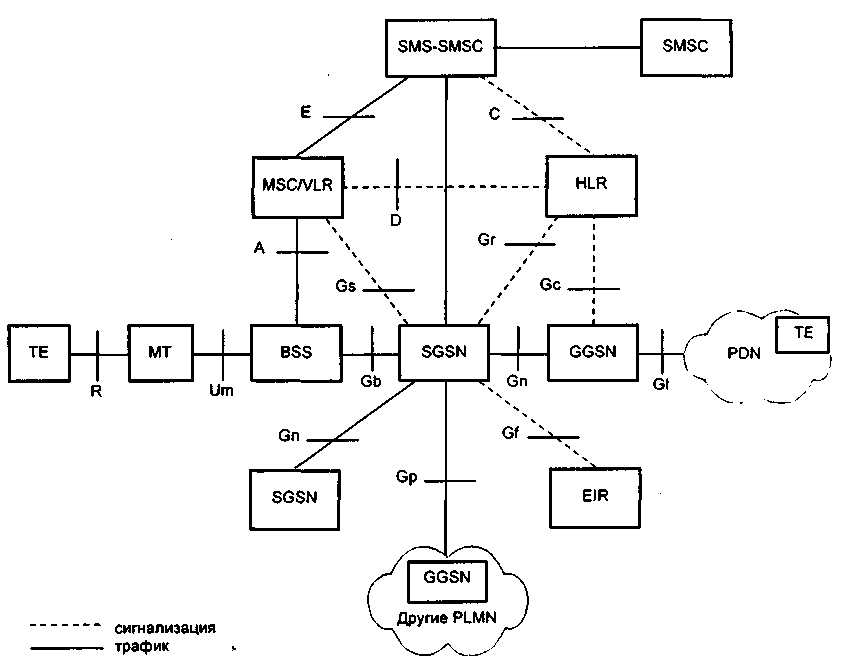 SMS-SMSC
SMSC
E
C
MSC/VLR
HLR
D
A
Gr
Gs
Gc
TE
MT
BSS
SGSN
GGSN
PDN
TE
R
Um
Gb
Gn
Gi
Gn
Gf
SGSN
Gp
EIR
GGSN
Другие PLMN
сигнализация
трафик